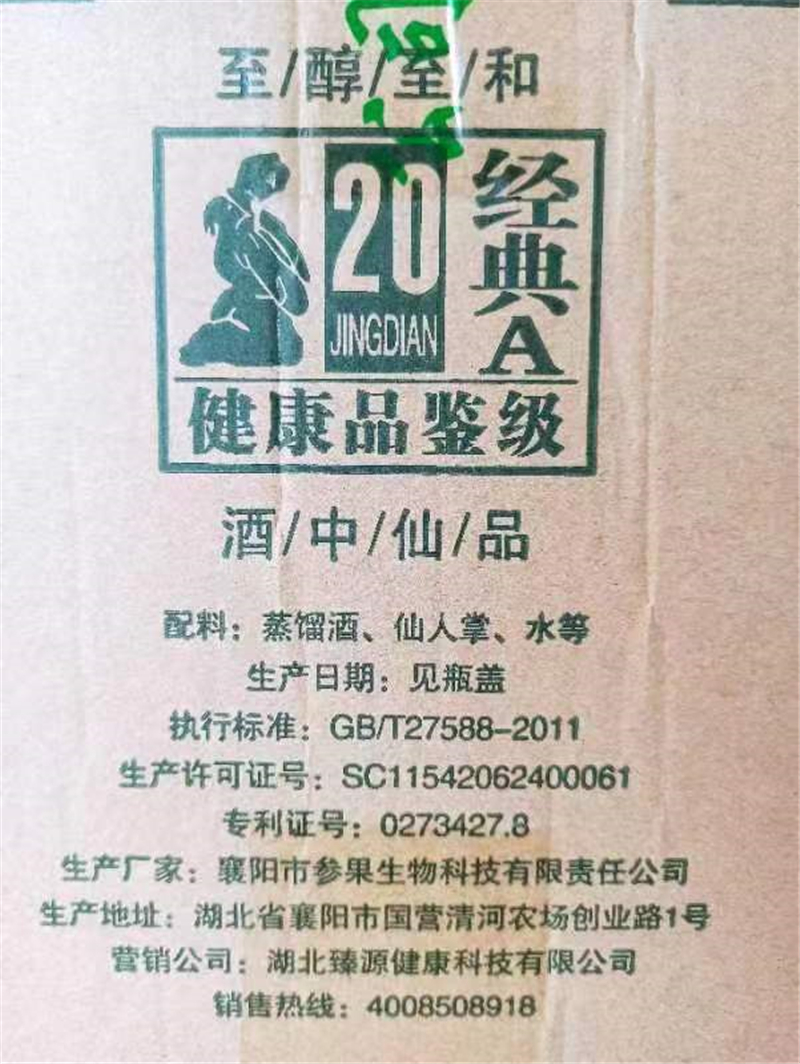 至/醇/至/和
20
JINGDIAN
经典A
健康品鉴级
酒/中/仙/品
配料：蒸馏酒、仙人掌、水等
生产日期：见瓶盖
执行标准：GB/T27588-2011
生产许可证号：SC11542062400061
专利证号：0273427.8
生产厂家：襄阳市参果生物科技有限责任公司
生产地址：湖北省襄阳市国营清河农场创业路1号
营销公司：湖北臻源健康科技有限公司
销售热线：4008508918